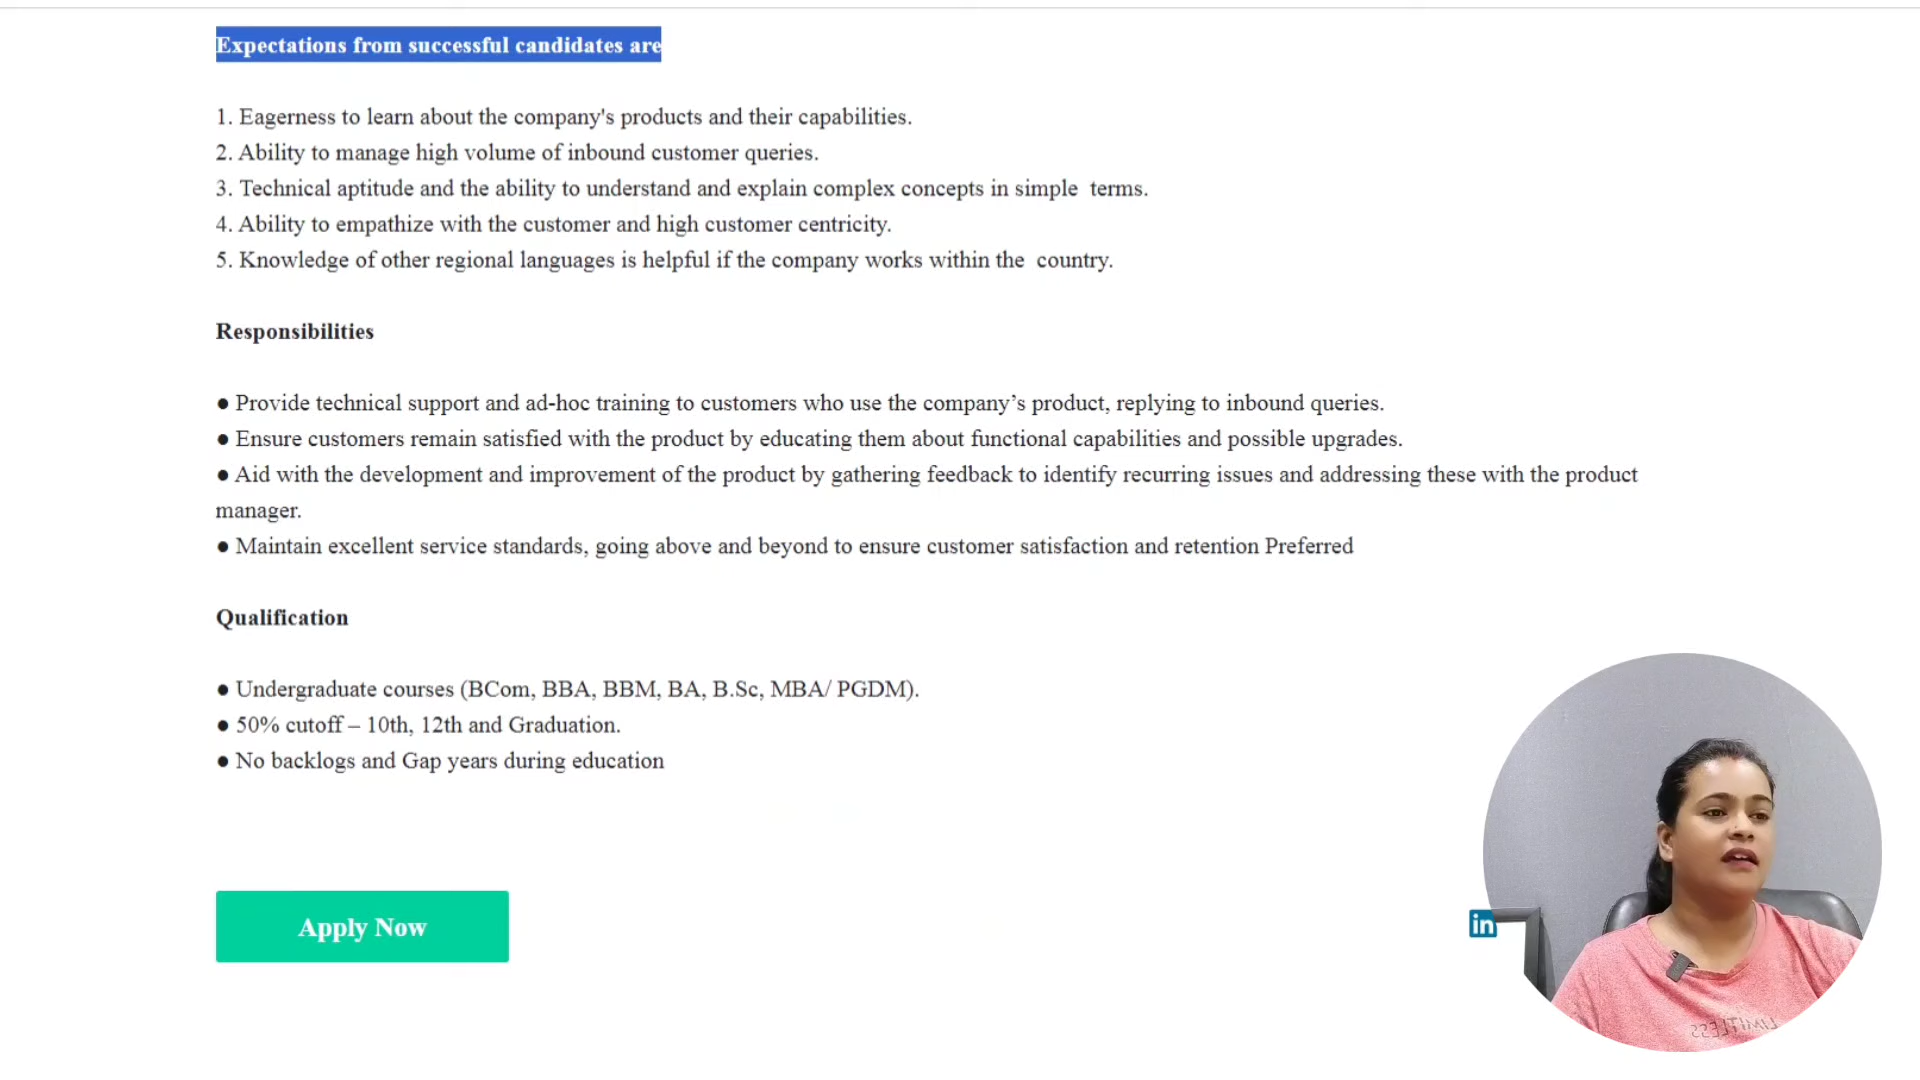 Expectations from successful candidates are
1. Eagerness to learn about the company's products and their capabilities.
2. Ability to manage high volume of inbound customer queries.
3. Technical aptitude and the ability to understand and explain complex concepts in simple  terms.
4. Ability to empathize with the customer and high customer centricity.
5. Knowledge of other regional languages is helpful if the company works within the  country.
Responsibilities
● Provide technical support and ad-hoc training to customers who use the company’s product, replying to inbound queries.
● Ensure customers remain satisfied with the product by educating them about functional capabilities and possible upgrades.
● Aid with the development and improvement of the product by gathering feedback to identify recurring issues and addressing these with the product
manager.
● Maintain excellent service standards, going above and beyond to ensure customer satisfaction and retention Preferred
Qualification
● Undergraduate courses (BCom, BBA, BBM, BA, B.Sc, MBA/ PGDM).
● 50% cutoff – 10th, 12th and Graduation.
● No backlogs and Gap years during education
Apply Now
in
LIMITLESS